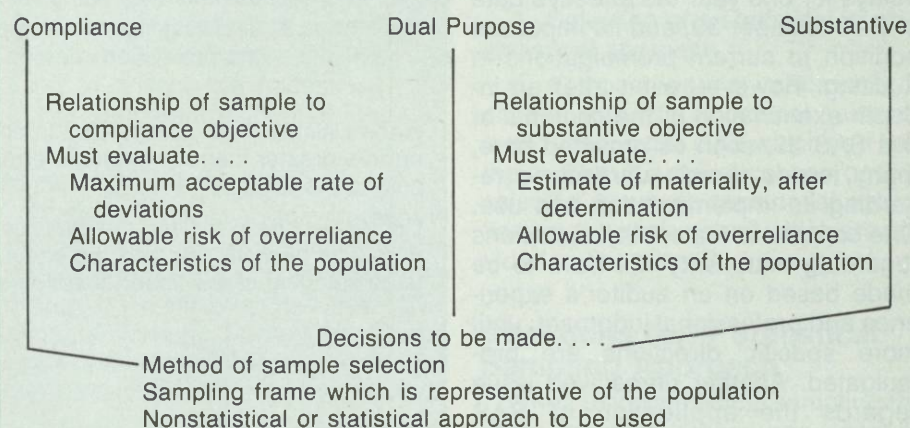 Compliance Dual Purpose Substantive
Relationship of sample to
compliance objective
Must evaluate. . . .
Maximum acceptable rate of
deviations
Allowable risk of overreliance
Characteristics of the population
Relationship of sample to
substantive objective
Must evaluate. . . .
Estimate of materiality, after
determination
Allowable risk of overreliance
Characteristics of the population
Decisions to be made. . . . .
Method of sample selection
Sampling frame which is representative of the population
Nonstatistical or statistical approach to be used